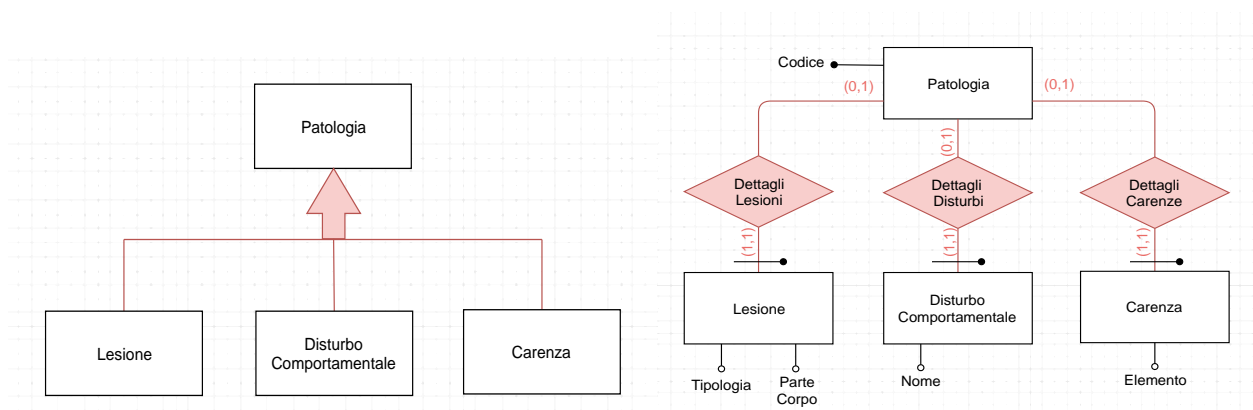 Patologia
Lesione
Disturbo
Comportamentale
Carenza
Codice
Patologia
(0,1)
(0,1)
(0,1)
Dettagli
Lesioni
Dettagli
Disturbi
Dettagli
Carenze
(1,1)
(1,1)
(1,1)
Lesione
Disturbo
Comportamentale
Carenza
Tipologia
Parte
Corpo
Nome
Elemento